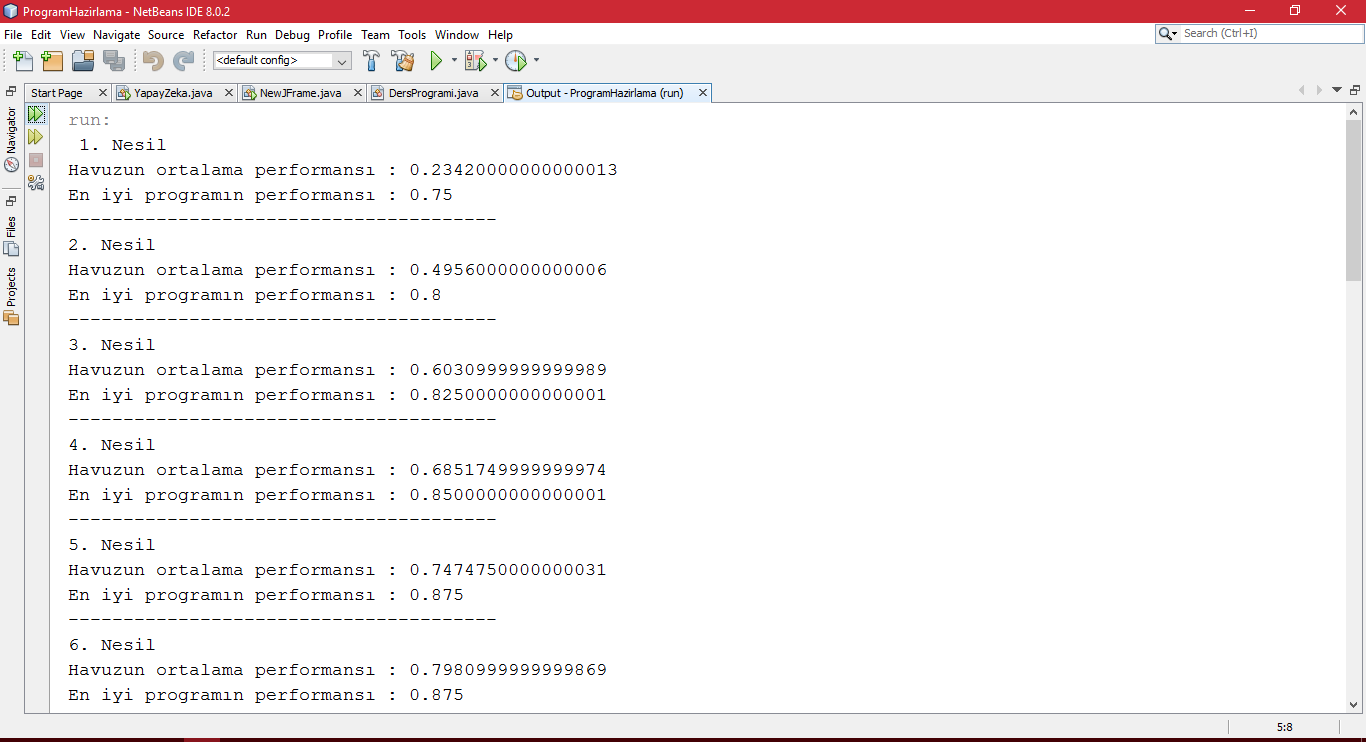 ProgramHazirlama - NetBeans IDE 8.0.2
File Edit View Navigate Source Refactor Run Debug Profile Team Tools Window Help
Search (Ctrl+I)
<default config>
Start Page YapayZeka.java NewJFrame.java DersProgrami.java Output - ProgramHazirlama (run)
Navigator
Files
Projects
run:
1. Nesil
Havuzun ortalama performansı : 0.23420000000000013
En iyi programın performansı : 0.75
---------------------------------------
2. Nesil
Havuzun ortalama performansı : 0.4956000000000006
En iyi programın performansı : 0.8
---------------------------------------
3. Nesil
Havuzun ortalama performansı : 0.6030999999999989
En iyi programın performansı : 0.8250000000000001
---------------------------------------
4. Nesil
Havuzun ortalama performansı : 0.6851749999999974
En iyi programın performansı : 0.8500000000000001
---------------------------------------
5. Nesil
Havuzun ortalama performansı : 0.7474750000000031
En iyi programın performansı : 0.875
---------------------------------------
6. Nesil
Havuzun ortalama performansı : 0.7980999999999869
En iyi programın performansı : 0.875
5:8